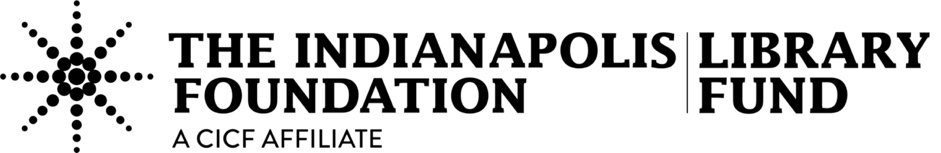 THE INDIANAPOLIS
FOUNDATION
A CICF AFFILIATE
LIBRARY
FUND